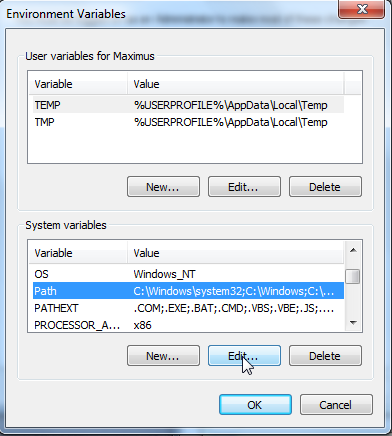 Environment Variables
User variables for Maximus
Variable Value
TEMP %USERPROFILE%\AppData\Local\Temp
TMP %USERPROFILE%\AppData\Local\Temp
New... Edit... Delete
System variables
Variable Value
OS Windows_NT
Path C:\Windows\system32;C:\Windows;C:\...
PATHEXT .COM;.EXE;.BAT;.CMD;.VBS;.VBE;.JS;....
PROCESSOR_A... x86
New... Edit... Delete
OK Cancel